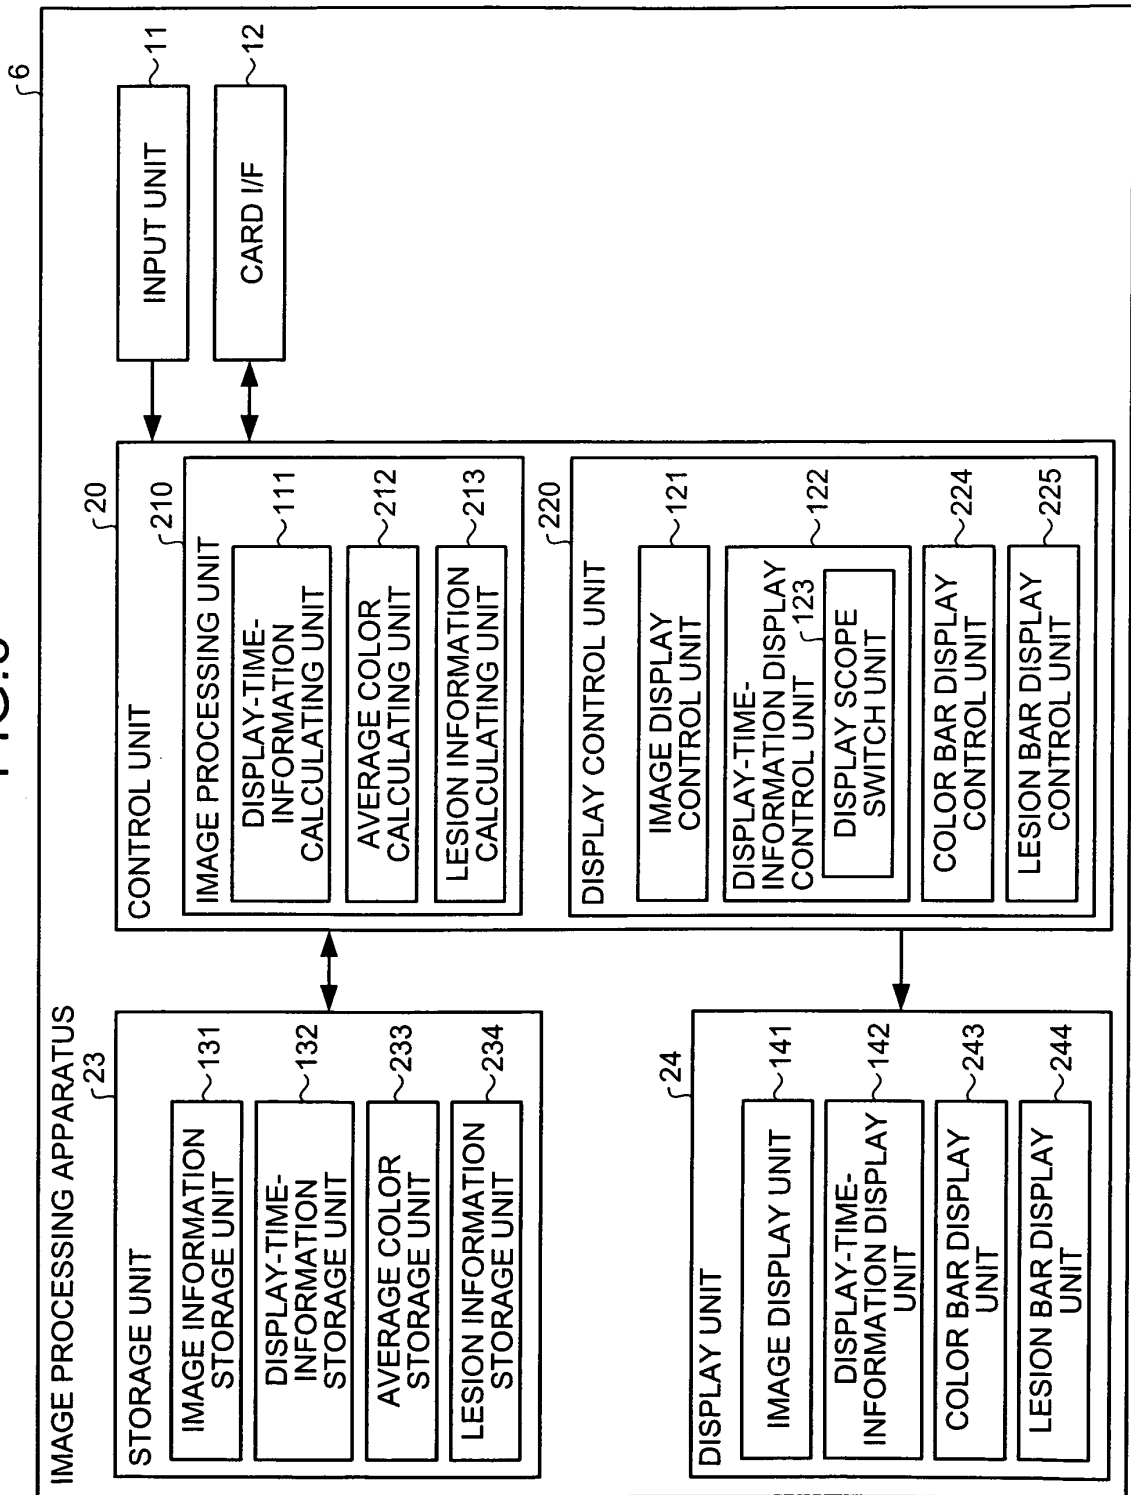 6
IMAGE PROCESSING APPARATUS
23
STORAGE UNIT
IMAGE INFORMATION
STORAGE UNIT
131
DISPLAY-TIME-
INFORMATION
STORAGE UNIT
132
AVERAGE COLOR
STORAGE UNIT
233
LESION INFORMATION
STORAGE UNIT
234
20
CONTROL UNIT
210
IMAGE PROCESSING UNIT
DISPLAY-TIME-
INFORMATION
CALCULATING UNIT
111
AVERAGE COLOR
CALCULATING UNIT
212
LESION INFORMATION
CALCULATING UNIT
213
220
DISPLAY CONTROL UNIT
IMAGE DISPLAY
CONTROL UNIT
121
DISPLAY-TIME-
INFORMATION DISPLAY
CONTROL UNIT
122
123
DISPLAY SCOPE
SWITCH UNIT
COLOR BAR DISPLAY
CONTROL UNIT
224
LESION BAR DISPLAY
CONTROL UNIT
225
INPUT UNIT
11
CARD I/F
12
24
DISPLAY UNIT
IMAGE DISPLAY UNIT
141
DISPLAY-TIME-
INFORMATION DISPLAY
UNIT
142
COLOR BAR DISPLAY
UNIT
243
LESION BAR DISPLAY
UNIT
244